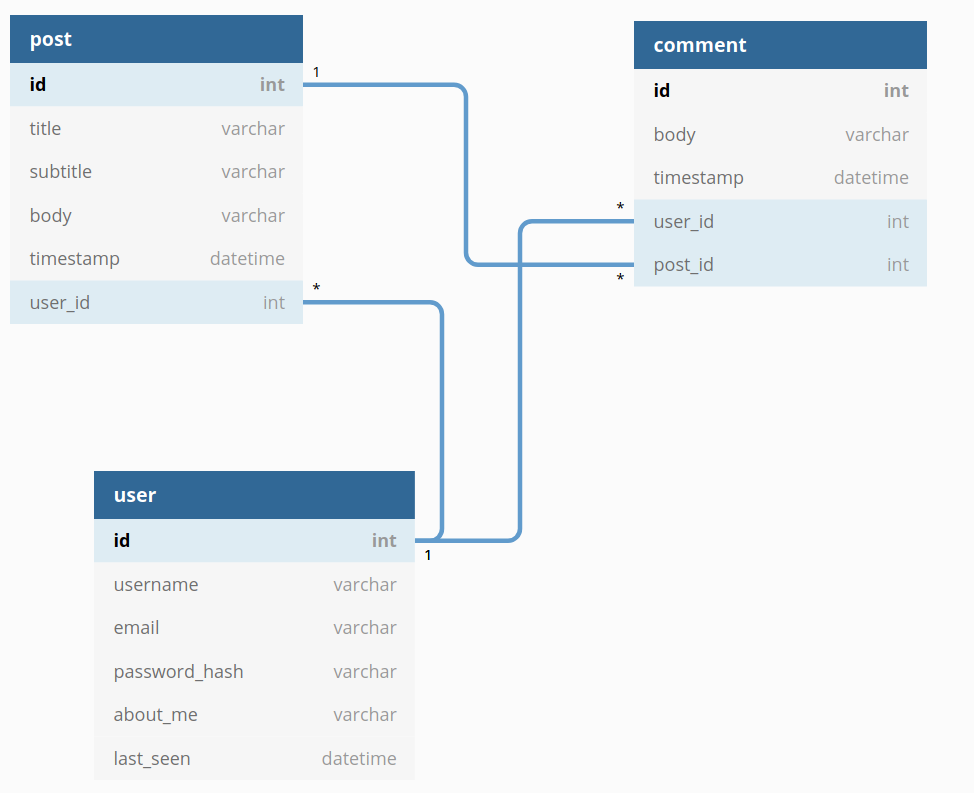 post
id int
title varchar
subtitle varchar
body varchar
timestamp datetime
user_id int
1
*
comment
id int
body varchar
timestamp datetime
user_id int
post_id int
*
*
user
id int
username varchar
email varchar
password_hash varchar
about_me varchar
last_seen datetime
1